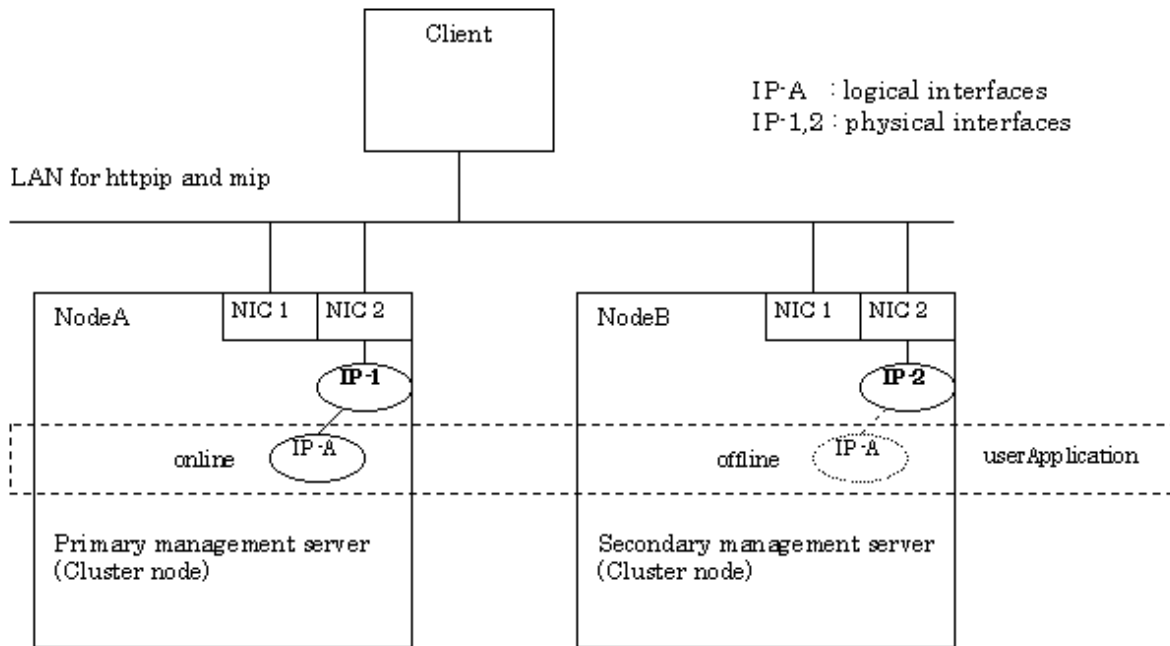 Client
IP-A : logical interfaces
IP-1,2 : physical interfaces
LAN for httpip and mip
NodeA
NIC 1
NIC 2
NodeB
NIC 1
NIC 2
IP-1
IP-2
online
IP-A
offline
IP-A
userApplication
Primary management server
(Cluster node)
Secondary management server
(Cluster node)